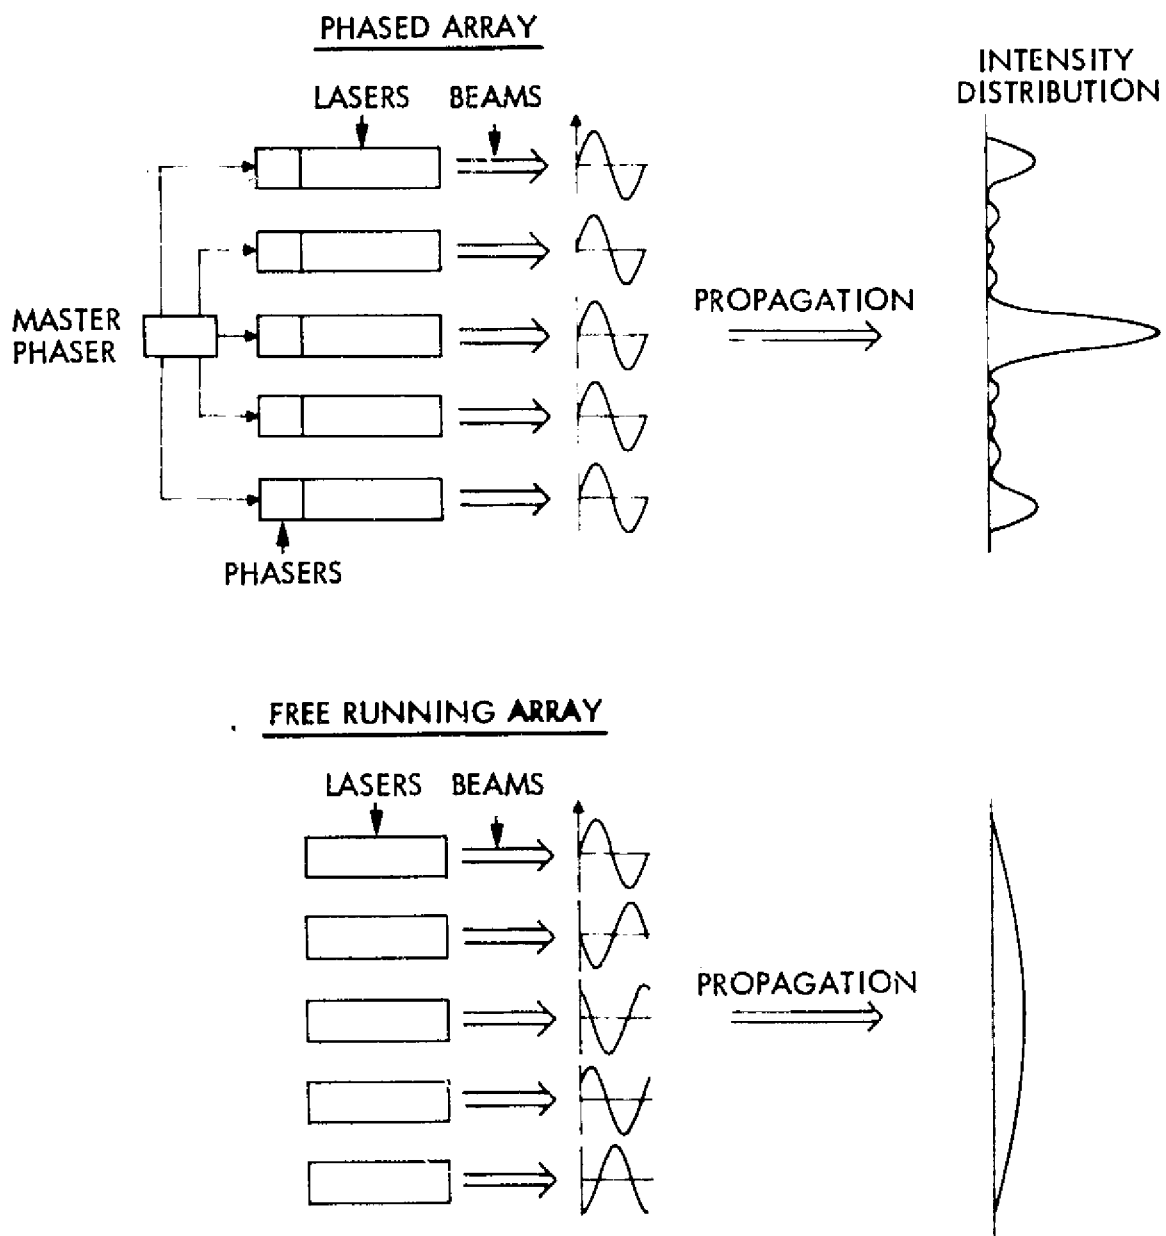 PHASED ARRAY
INTENSITY
DISTRIBUTION
LASERS
BEAMS
MASTER
PHASER
PROPAGATION
PHASERS
FREE RUNNING ARRAY
LASERS
BEAMS
PROPAGATION